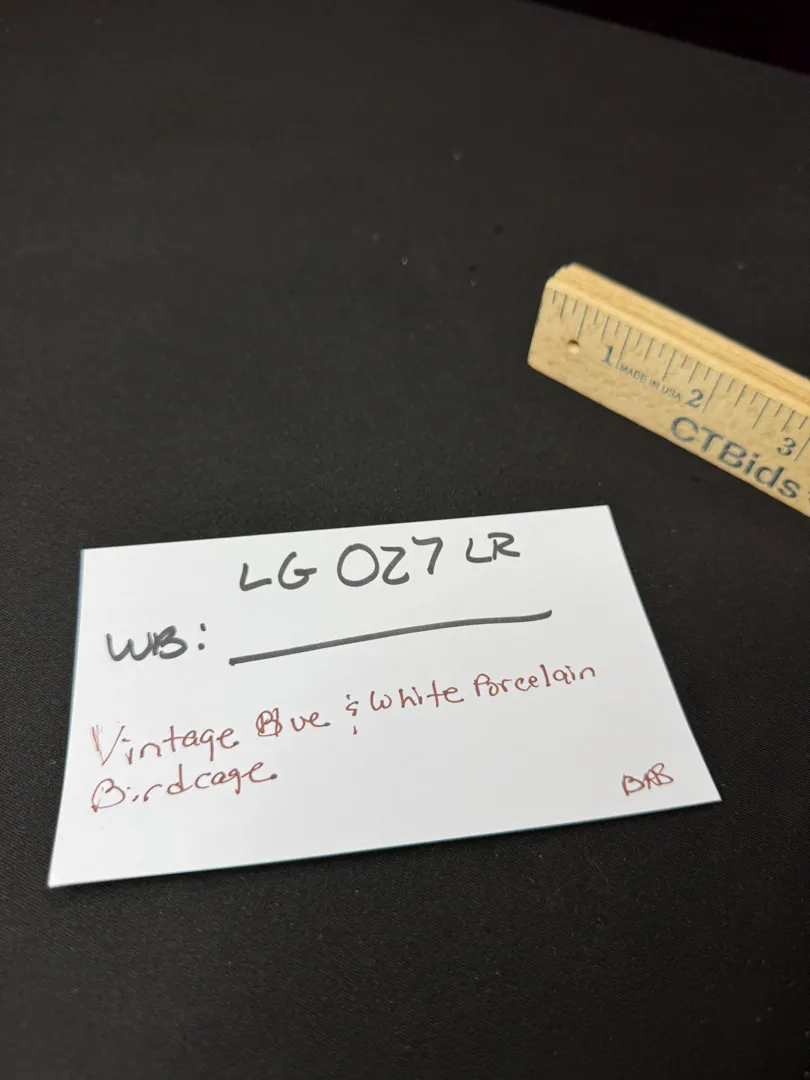 1 MADE IN USA 2 3
CTBids
LG 027 LR
WB:
Vintage Blue & White Porcelain
Birdcage
BAB